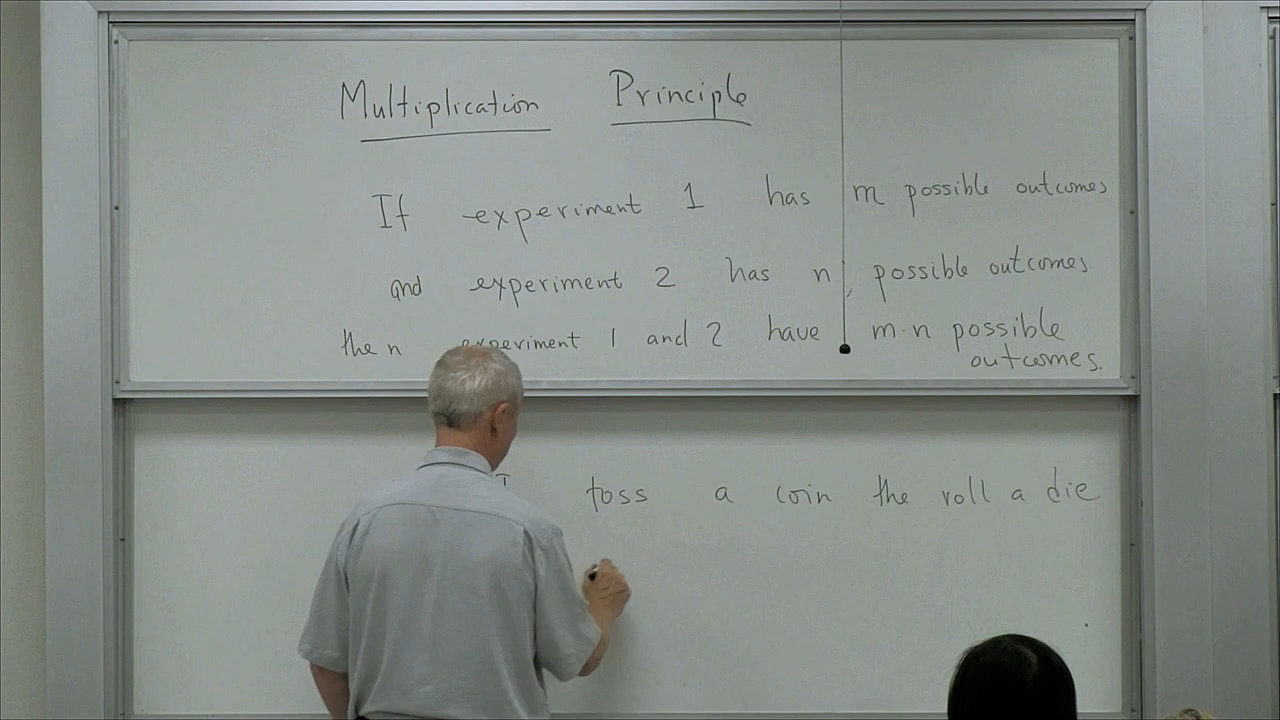 Multiplication Principle
If experiment 1 has m possible outcomes
and experiment 2 has n, possible outcomes
then experiment 1 and 2 have m·n possible
outcomes.
toss a coin the roll a die